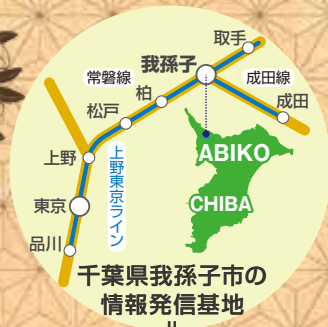 取手
我孫子
常磐線
成田線
柏
松戸
成田
上野
上野東京ライン
ABIKO
東京
CHIBA
品川
千葉県我孫子市の
情報発信基地